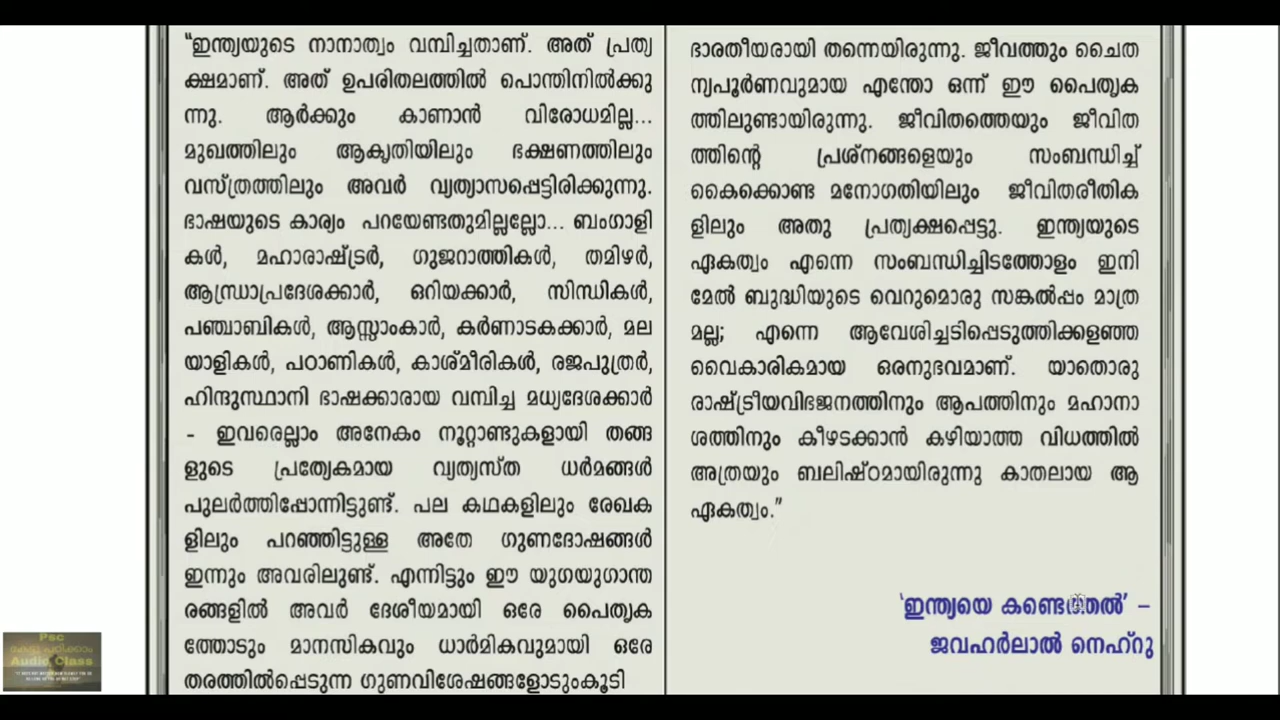 “ഇന്ത്യയുടെ നാനാത്വം വമ്പിച്ചതാണ്. അത് പ്രത്യ
ക്ഷമാണ്. അത് ഉപരിതലത്തിൽ പൊന്തിനിൽക്കു
ന്നു. ആർക്കും കാണാൻ വിരോധമില്ല...
മുഖത്തിലും ആകൃതിയിലും ഭക്ഷണത്തിലും
വസ്ത്രത്തിലും അവർ വ്യത്യാസപ്പെട്ടിരിക്കുന്നു.
ഭാഷയുടെ കാര്യം പറയേണ്ടതുമില്ലല്ലോ... ബംഗാളി
കൾ, മഹാരാഷ്ട്രർ, ഗുജറാത്തികൾ, തമിഴർ,
ആന്ധ്രാപ്രദേശക്കാർ, ഒറിയക്കാർ, സിന്ധികൾ,
പഞ്ചാബികൾ, ആസ്സാംകാർ, കർണാടകക്കാർ, മല
യാളികൾ, പഠാണികൾ, കാശ്മീരികൾ, രജപുത്രർ,
ഹിന്ദുസ്ഥാനി ഭാഷക്കാരായ വമ്പിച്ച മധ്യദേശക്കാർ
- ഇവരെല്ലാം അനേകം നൂറ്റാണ്ടുകളായി തങ്ങ
ളുടെ പ്രത്യേകമായ വ്യത്യസ്ത ധർമങ്ങൾ
പുലർത്തിപ്പോന്നിട്ടുണ്ട്. പല കഥകളിലും രേഖക
ളിലും പറഞ്ഞിട്ടുള്ള അതേ ഗുണദോഷങ്ങൾ
ഇന്നും അവരിലുണ്ട്. എന്നിട്ടും ഈ യുഗയുഗാന്ത
രങ്ങളിൽ അവർ ദേശീയമായി ഒരേ പൈതൃക
ത്തോടും മാനസികവും ധാർമികവുമായി ഒരേ
തരത്തിൽപ്പെടുന്ന ഗുണവിശേഷങ്ങളോടുംകൂടി
ഭാരതീയരായി തന്നെയിരുന്നു. ജീവത്തും ചൈത
ന്യപൂർണവുമായ എന്തോ ഒന്ന് ഈ പൈതൃക
ത്തിലുണ്ടായിരുന്നു. ജീവിതത്തെയും ജീവിത
ത്തിന്റെ പ്രശ്നങ്ങളെയും സംബന്ധിച്ച്
കൈക്കൊണ്ട മനോഗതിയിലും ജീവിതരീതിക
ളിലും അതു പ്രത്യക്ഷപ്പെട്ടു. ഇന്ത്യയുടെ
ഏകത്വം എന്നെ സംബന്ധിച്ചിടത്തോളം ഇനി
മേൽ ബുദ്ധിയുടെ വെറുമൊരു സങ്കൽപ്പം മാത്ര
മല്ല; എന്നെ ആവേശിച്ചടിപ്പെടുത്തിക്കളഞ്ഞ
വൈകാരികമായ ഒരനുഭവമാണ്. യാതൊരു
രാഷ്ട്രീയവിഭജനത്തിനും ആപത്തിനും മഹാനാ
ശത്തിനും കീഴടക്കാൻ കഴിയാത്ത വിധത്തിൽ
അത്രയും ബലിഷ്ഠമായിരുന്നു കാതലായ ആ
ഏകത്വം.”
‘ഇന്ത്യയെ കണ്ടെത്തൽ’ –
ജവഹർലാൽ നെഹ്റു
Psc
കേട്ടു പഠിക്കാം
Audio Class